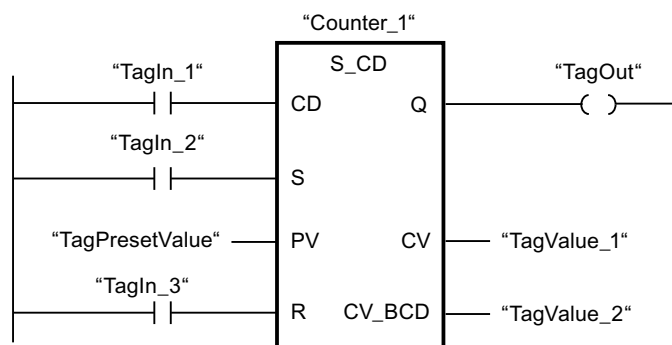 “Counter_1“
S_CD
“TagIn_1“ CD Q “TagOut“
“TagIn_2“ S
“TagPresetValue“ PV CV “TagValue_1“
“TagIn_3“ R CV_BCD “TagValue_2“